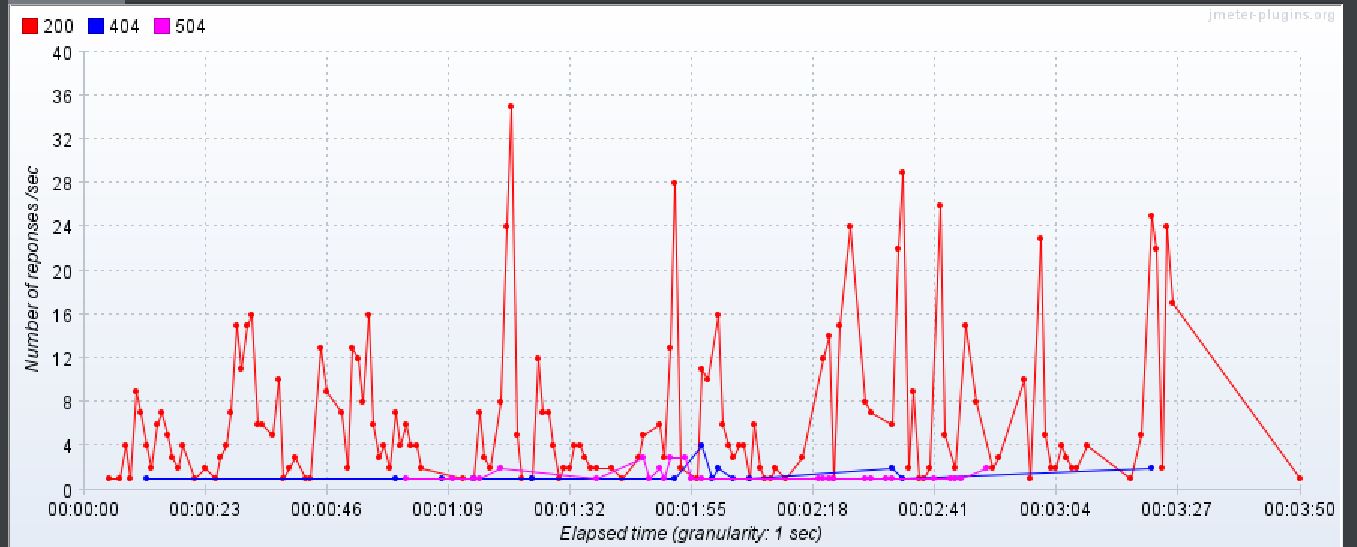 jmeter-plugins.org
200 404 504
40
36
32
28
24
20
16
12
8
4
0
Number of reponses /sec
00:00:00 00:00:23 00:00:46 00:01:09 00:01:32 00:01:55 00:02:18 00:02:41 00:03:04 00:03:27 00:03:50
Elapsed time (granularity: 1 sec)